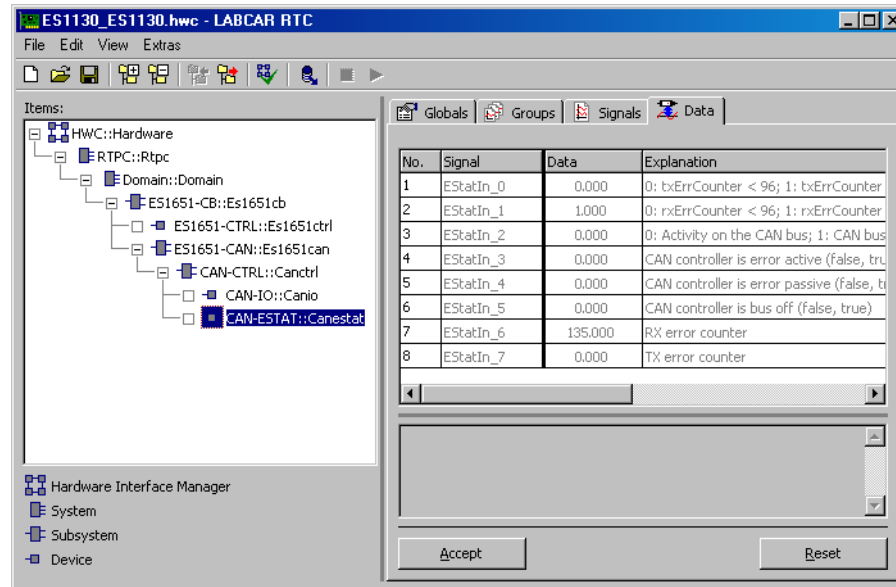 ES1130_ES1130.hwc - LABCAR RTC
File Edit View Extras
Items:
HWC::Hardware
RTPC::Rtpc
Domain::Domain
ES1651-CB::Es1651cb
ES1651-CTRL::Es1651ctrl
ES1651-CAN::Es1651can
CAN-CTRL::Canctrl
CAN-IO::Canio
CAN-ESTAT::Canestat
Hardware Interface Manager
System
Subsystem
Device
Globals Groups Signals Data
No. Signal Data Explanation
1 EStatIn_0 0.000 0: txErrCounter < 96; 1: txErrCounter
2 EStatIn_1 1.000 0: rxErrCounter < 96; 1: rxErrCounter
3 EStatIn_2 0.000 0: Activity on the CAN bus; 1: CAN bus
4 EStatIn_3 0.000 CAN controller is error active (false, tru
5 EStatIn_4 0.000 CAN controller is error passive (false, t
6 EStatIn_5 0.000 CAN controller is bus off (false, true)
7 EStatIn_6 135.000 RX error counter
8 EStatIn_7 0.000 TX error counter
Accept Reset